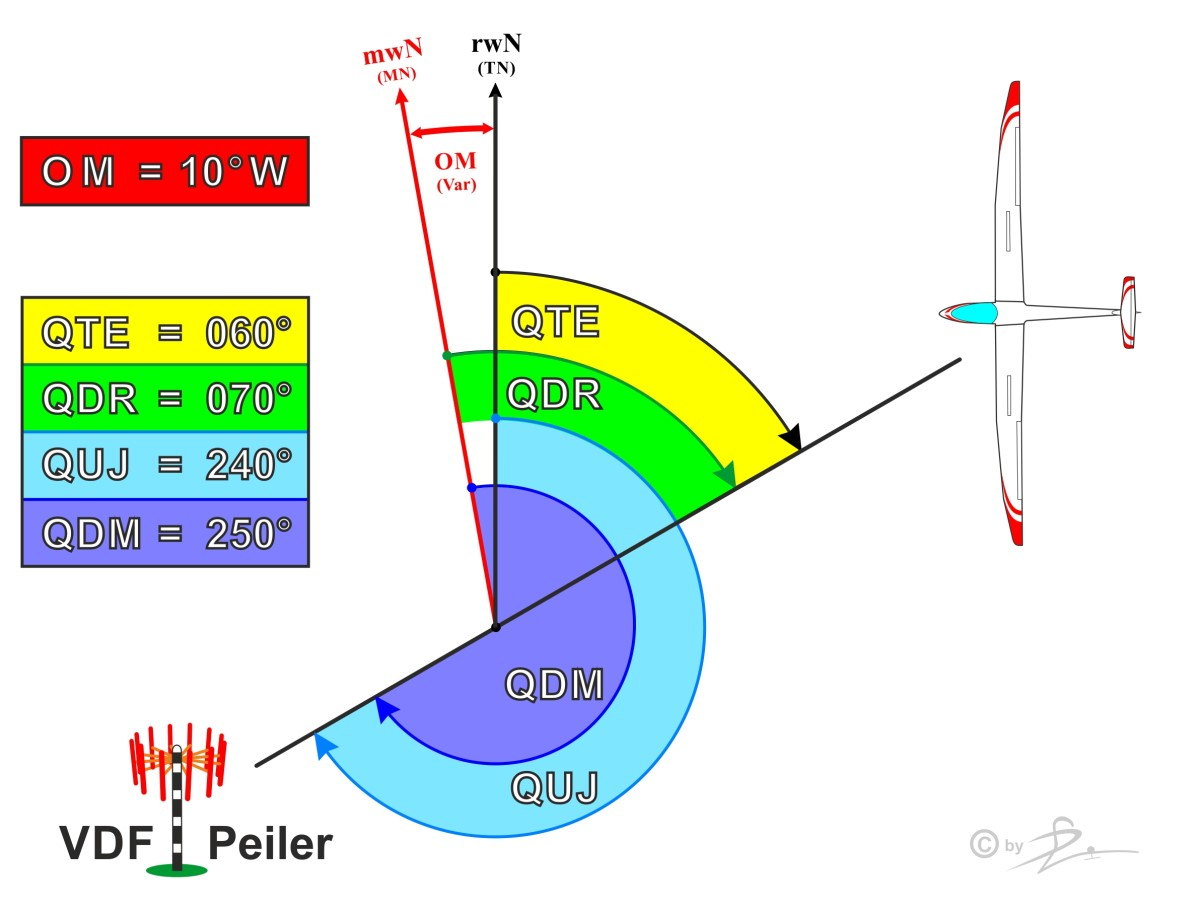 mwN
(MN)
rwN
(TN)
OM
(Var)
OM = 10°W
QTE = 060°
QDR = 070°
QUJ = 240°
QDM = 250°
QTE
QDR
QDM
QUJ
VDF Peiler
© by